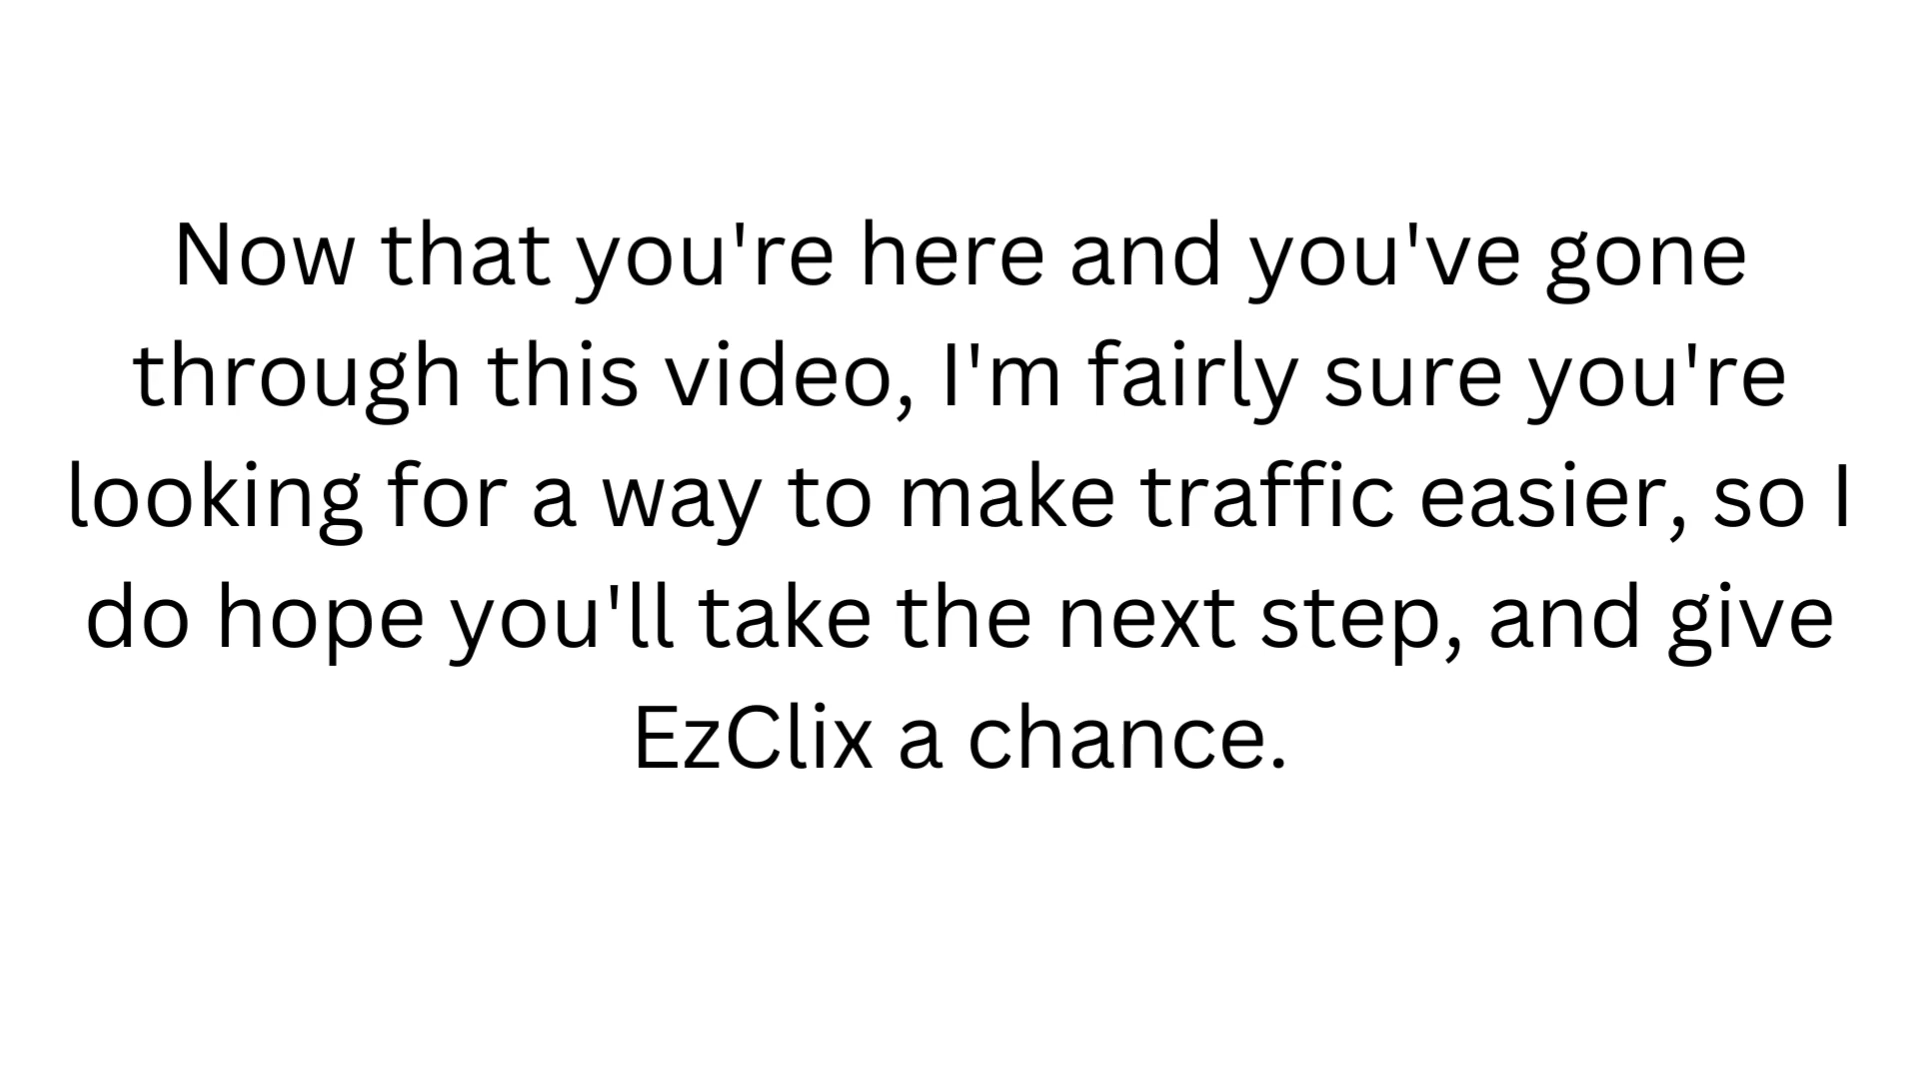 Now that you're here and you've gone
through this video, I'm fairly sure you're
looking for a way to make traffic easier, so I
do hope you'll take the next step, and give
EzClix a chance.